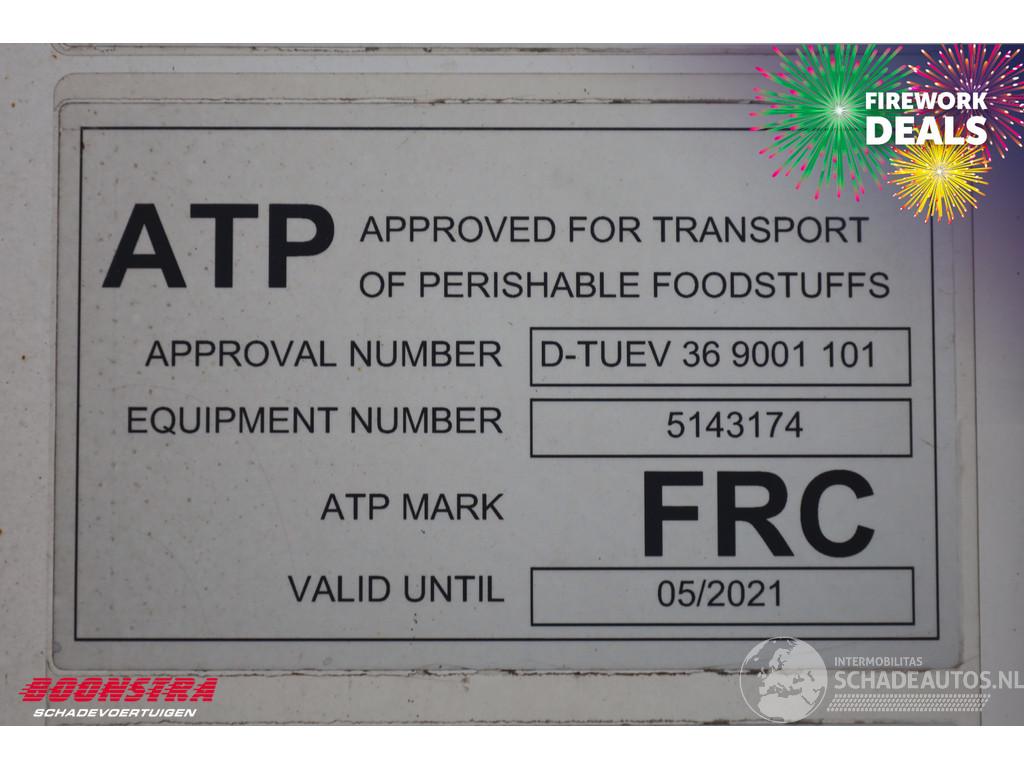 FIREWORK
DEALS
ATP APPROVED FOR TRANSPORT
OF PERISHABLE FOODSTUFFS
APPROVAL NUMBER D-TUEV 36 9001 101
EQUIPMENT NUMBER 5143174
ATP MARK FRC
VALID UNTIL 05/2021
BOONSTRA
SCHADEVOERTUIGEN
INTERMOBILITAS
SCHADEAUTOS.NL